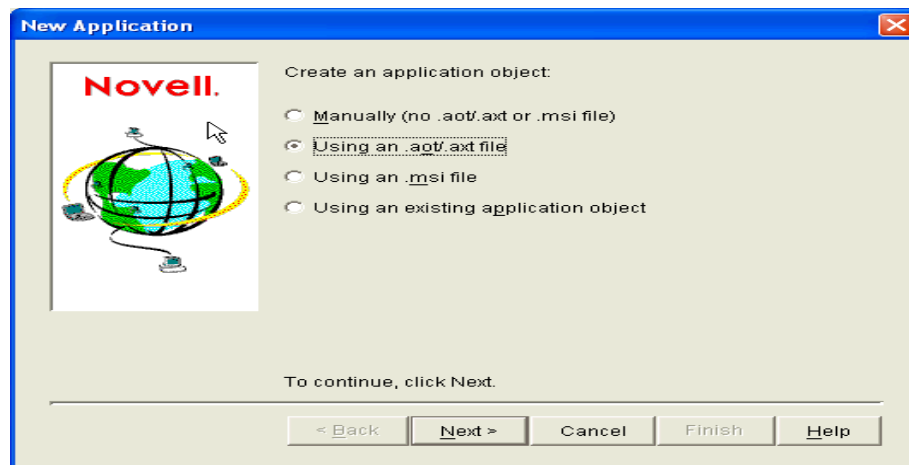 New Application
Novell.
Create an application object:
Manually (no .aot/.axt or .msi file)
Using an .aot/.axt file
Using an .msi file
Using an existing application object
To continue, click Next.
< Back
Next >
Cancel
Finish
Help